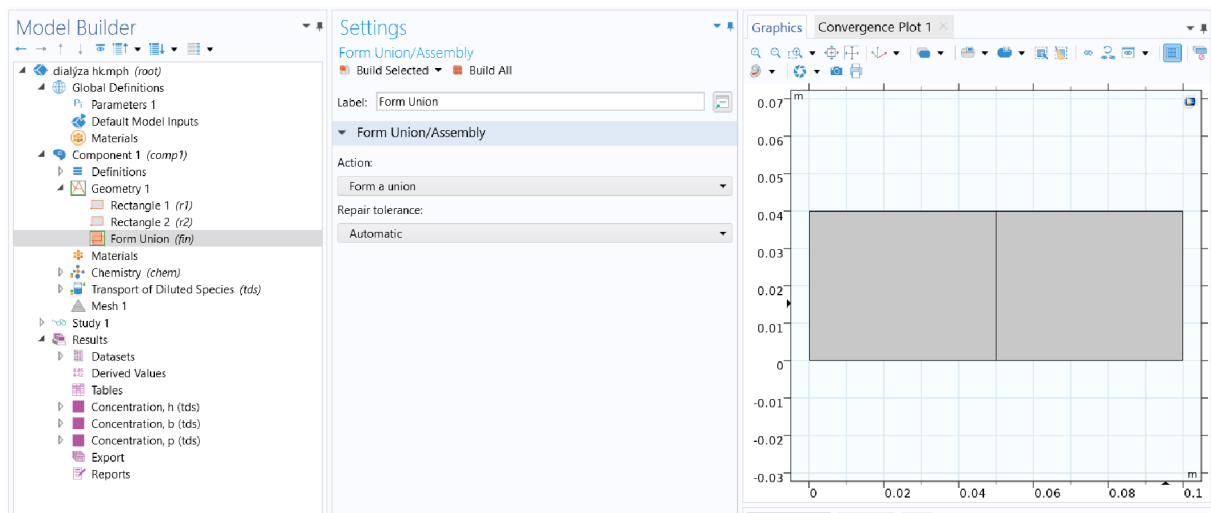 Model Builder
dialýza hk.mph (root)
Global Definitions
Pi Parameters 1
Default Model Inputs
Materials
Component 1 (comp1)
Definitions
Geometry 1
Rectangle 1 (r1)
Rectangle 2 (r2)
Form Union (fin)
Materials
Chemistry (chem)
Transport of Diluted Species (tds)
Mesh 1
Study 1
Results
Datasets
Derived Values
Tables
Concentration, h (tds)
Concentration, b (tds)
Concentration, p (tds)
Export
Reports
Settings
Form Union/Assembly
Build Selected Build All
Label: Form Union
Form Union/Assembly
Action:
Form a union
Repair tolerance:
Automatic
Graphics Convergence Plot 1
m
0.07
0.06
0.05
0.04
0.03
0.02
0.01
0
-0.01
-0.02
-0.03
m
0 0.02 0.04 0.06 0.08 0.1